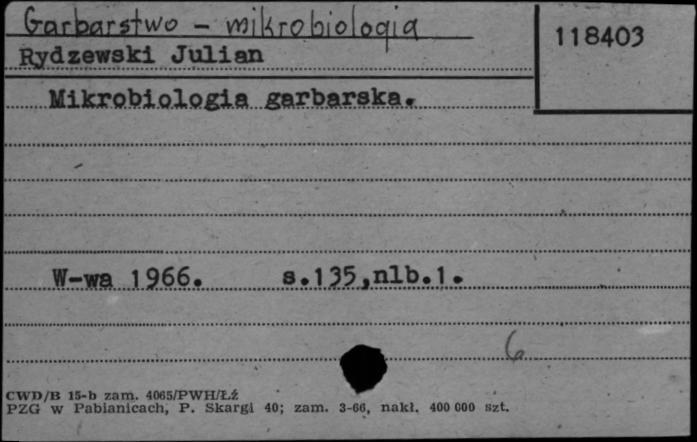 Garbarstwo – mikrobiologia
118403
Rydzewski Julian
Mikrobiologia garbarska.
W-wa 1966. s.135,nlb.1.
6
CWD/B 15-b zam. 4065/PWH/Łź
PZG w Pabianicach, P. Skargi 40; zam. 3-66, nakł. 400 000 szt.